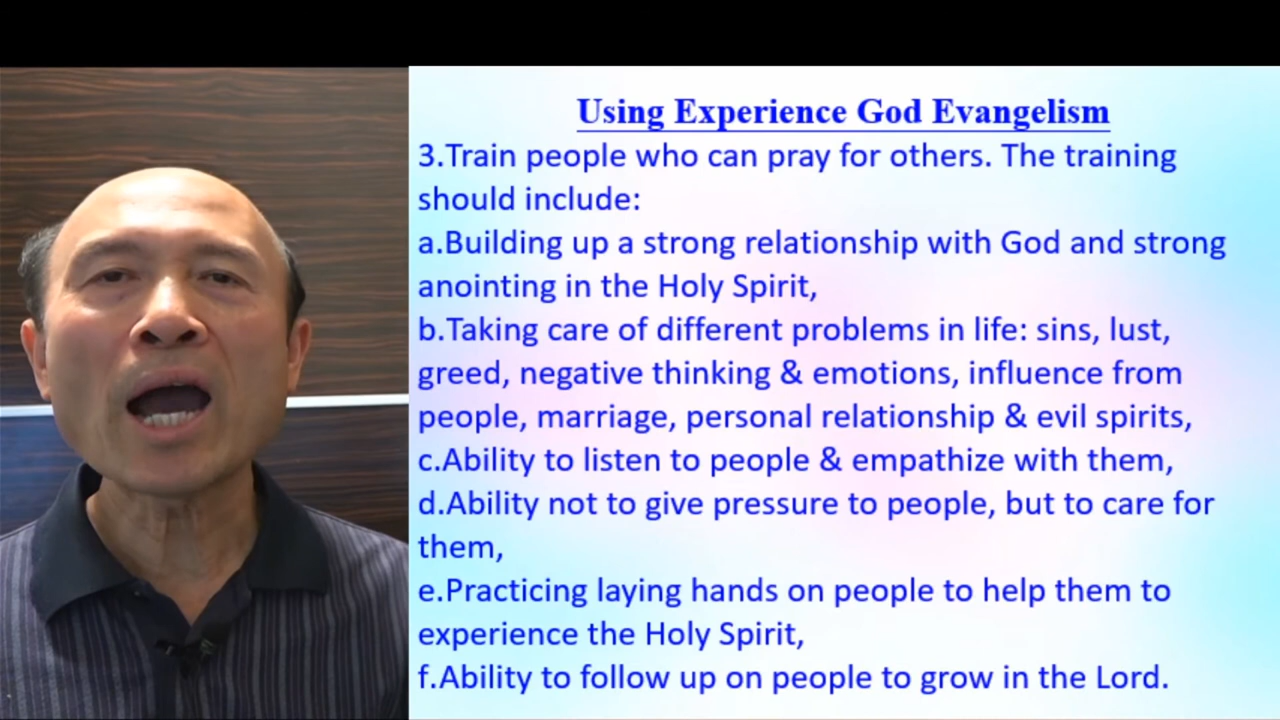 Using Experience God Evangelism
3.Train people who can pray for others. The training
should include:
a.Building up a strong relationship with God and strong
anointing in the Holy Spirit,
b.Taking care of different problems in life: sins, lust,
greed, negative thinking & emotions, influence from
people, marriage, personal relationship & evil spirits,
c.Ability to listen to people & empathize with them,
d.Ability not to give pressure to people, but to care for
them,
e.Practicing laying hands on people to help them to
experience the Holy Spirit,
f.Ability to follow up on people to grow in the Lord.